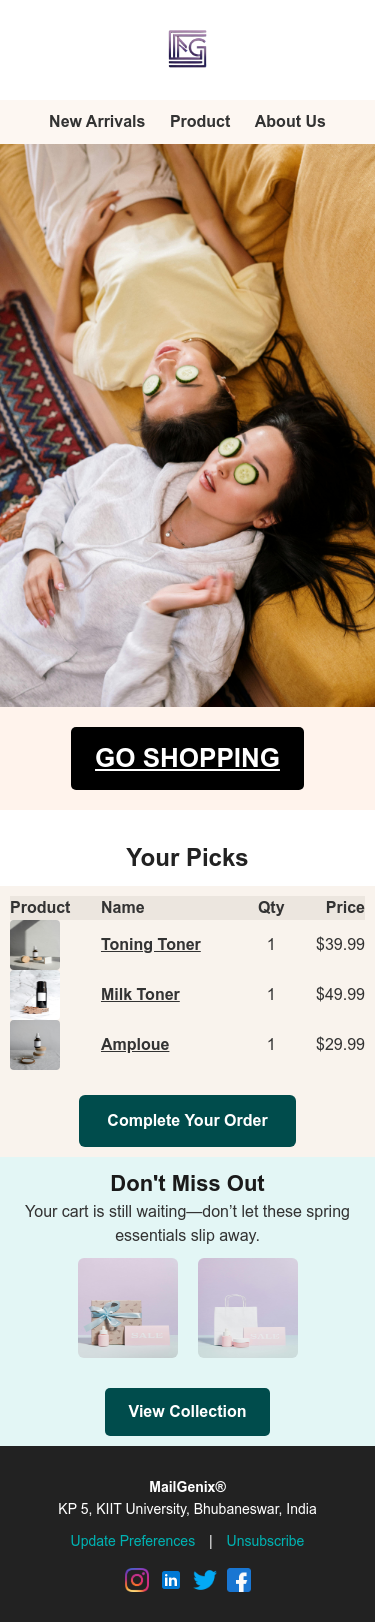 New Arrivals Product About Us
GO SHOPPING
Your Picks
Product Name Qty Price
Toning Toner 1 $39.99
Milk Toner 1 $49.99
Amploue 1 $29.99
Complete Your Order
Don't Miss Out
Your cart is still waiting—don’t let these spring
essentials slip away.
View Collection
MailGenix®
KP 5, KIIT University, Bhubaneswar, India
Update Preferences | Unsubscribe